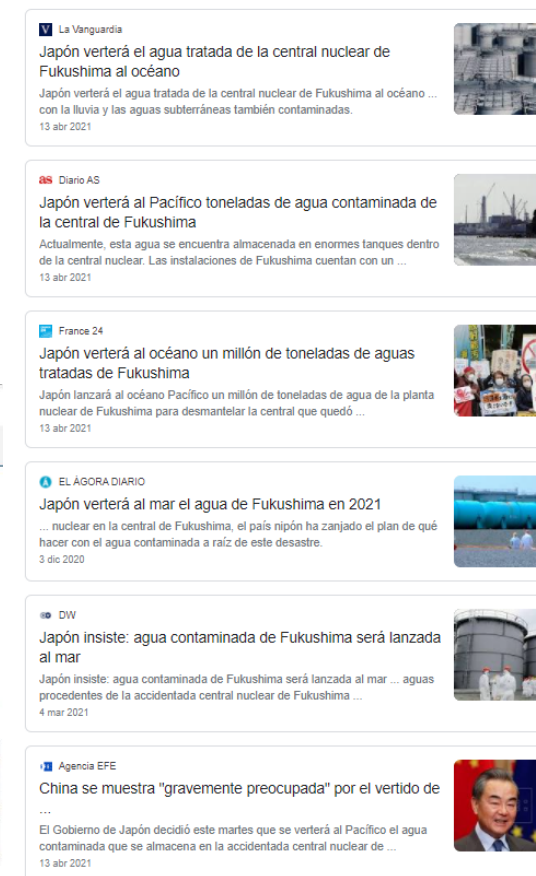 La Vanguardia
Japón verterá el agua tratada de la central nuclear de
Fukushima al océano
Japón verterá el agua tratada de la central nuclear de Fukushima al océano ...
con la lluvia y las aguas subterráneas también contaminadas.
13 abr 2021
as Diario AS
Japón verterá al Pacífico toneladas de agua contaminada de
la central de Fukushima
Actualmente, esta agua se encuentra almacenada en enormes tanques dentro
de la central nuclear. Las instalaciones de Fukushima cuentan con un ...
13 abr 2021
France 24
Japón verterá al océano un millón de toneladas de aguas
tratadas de Fukushima
Japón lanzará al océano Pacífico un millón de toneladas de agua de la planta
nuclear de Fukushima para desmantelar la central que quedó ...
13 abr 2021
EL ÁGORA DIARIO
Japón verterá al mar el agua de Fukushima en 2021
... nuclear en la central de Fukushima, el país nipón ha zanjado el plan de qué
hacer con el agua contaminada a raíz de este desastre.
3 dic 2020
DW
Japón insiste: agua contaminada de Fukushima será lanzada
al mar
Japón insiste: agua contaminada de Fukushima será lanzada al mar ... aguas
procedentes de la accidentada central nuclear de Fukushima ...
4 mar 2021
Agencia EFE
China se muestra "gravemente preocupada" por el vertido de
...
El Gobierno de Japón decidió este martes que se verterá al Pacífico el agua
contaminada que se almacena en la accidentada central nuclear de ...
13 abr 2021